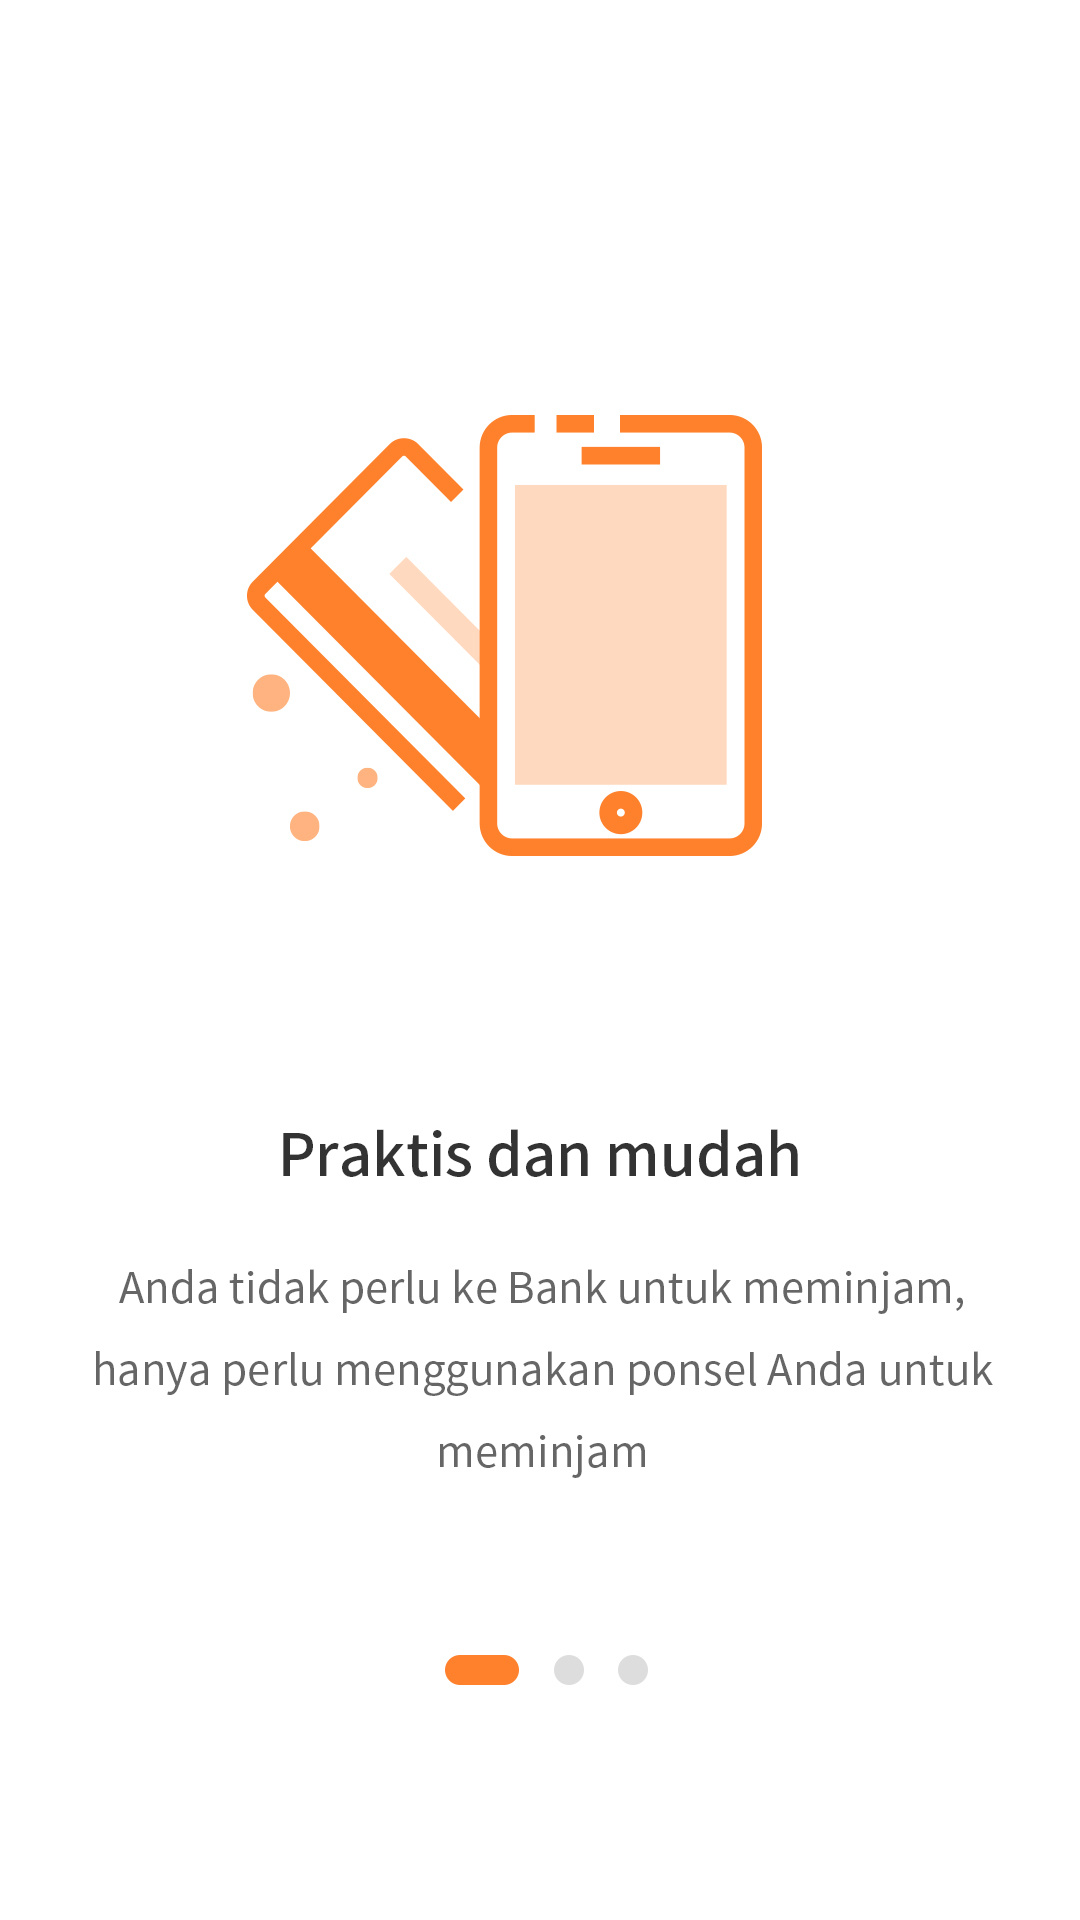 Praktis dan mudah
Anda tidak perlu ke Bank untuk meminjam,
hanya perlu menggunakan ponsel Anda untuk
meminjam